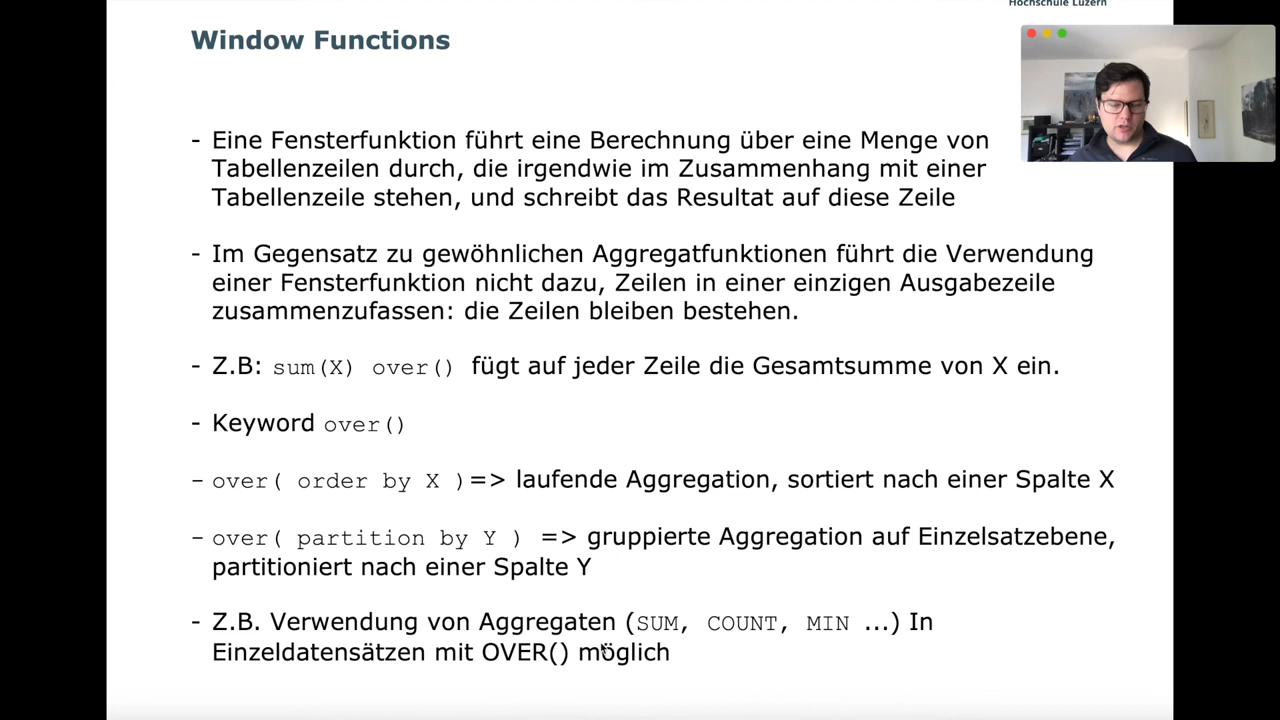 Hochschule Luzern
Window Functions
- Eine Fensterfunktion führt eine Berechnung über eine Menge von
Tabellenzeilen durch, die irgendwie im Zusammenhang mit einer
Tabellenzeile stehen, und schreibt das Resultat auf diese Zeile
- Im Gegensatz zu gewöhnlichen Aggregatfunktionen führt die Verwendung
einer Fensterfunktion nicht dazu, Zeilen in einer einzigen Ausgabezeile
zusammenzufassen: die Zeilen bleiben bestehen.
- Z.B: sum(X) over() fügt auf jeder Zeile die Gesamtsumme von X ein.
- Keyword over()
- over( order by X )=> laufende Aggregation, sortiert nach einer Spalte X
- over( partition by Y ) => gruppierte Aggregation auf Einzelsatzebene,
partitioniert nach einer Spalte Y
- Z.B. Verwendung von Aggregaten (SUM, COUNT, MIN ...) In
Einzeldatensätzen mit OVER() möglich